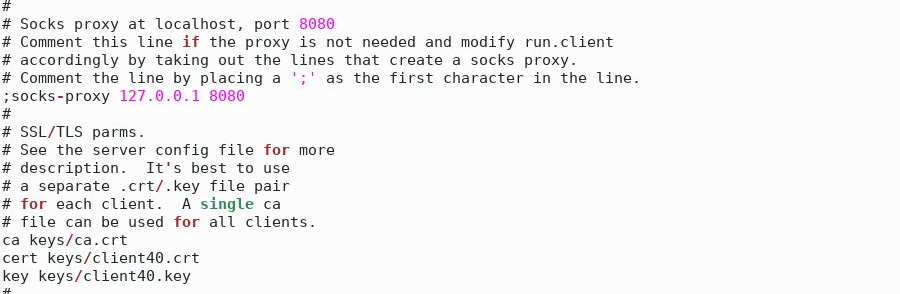 #
# Socks proxy at localhost, port 8080
# Comment this line if the proxy is not needed and modify run.client
# accordingly by taking out the lines that create a socks proxy.
# Comment the line by placing a ';' as the first character in the line.
;socks-proxy 127.0.0.1 8080
#
# SSL/TLS parms.
# See the server config file for more
# description.  It's best to use
# a separate .crt/.key file pair
# for each client.  A single ca
# file can be used for all clients.
ca keys/ca.crt
cert keys/client40.crt
key keys/client40.key
#